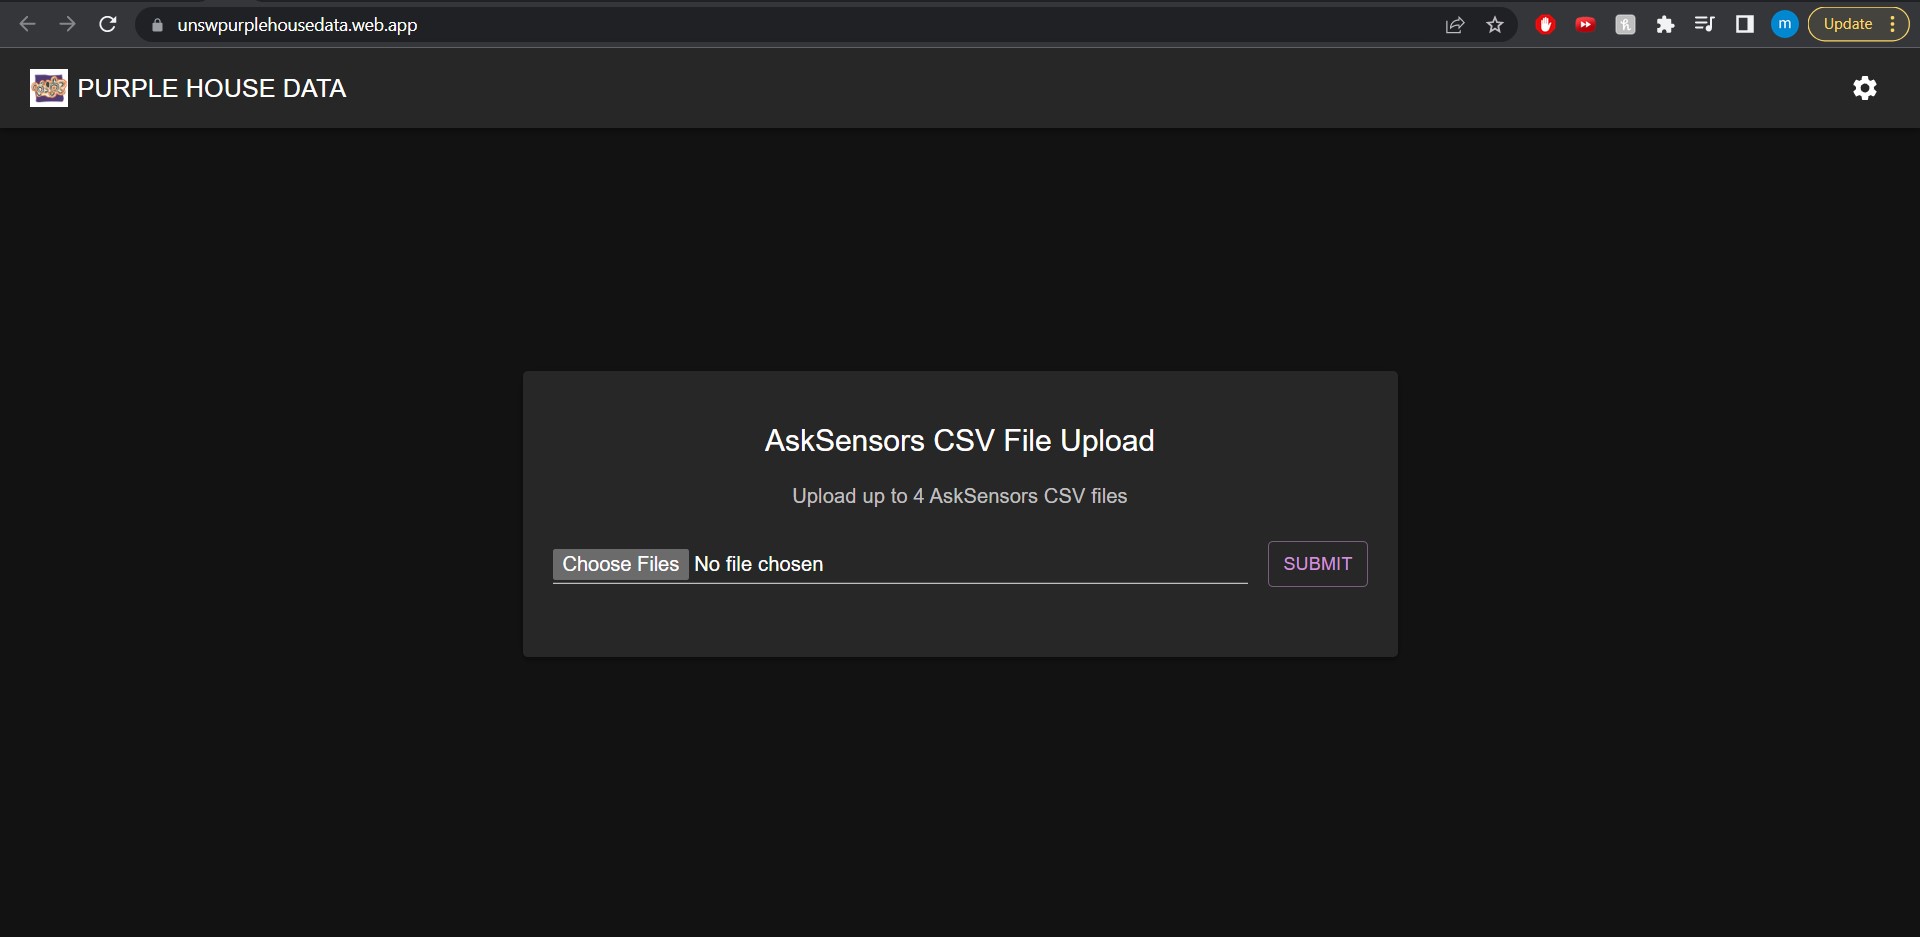 unswpurplehousedata.web.app
m
Update
PURPLE HOUSE DATA
AskSensors CSV File Upload
Upload up to 4 AskSensors CSV files
Choose Files No file chosen
SUBMIT